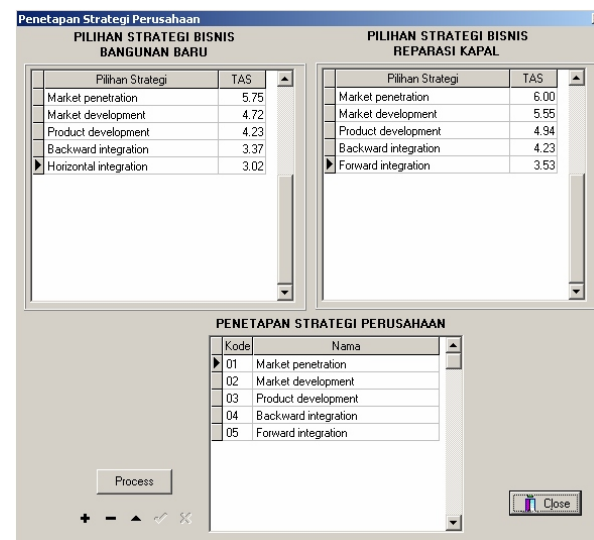 Penetapan Strategi Perusahaan
PILIHAN STRATEGI BISNIS
BANGUNAN BARU
Pilihan Strategi TAS
Market penetration 5.75
Market development 4.72
Product development 4.23
Backward integration 3.37
Horizontal integration 3.02
PILIHAN STRATEGI BISNIS
REPARASI KAPAL
Pilihan Strategi TAS
Market penetration 6.00
Market development 5.55
Product development 4.94
Backward integration 4.23
Forward integration 3.53
PENETAPAN STRATEGI PERUSAHAAN
Kode Nama
01 Market penetration
02 Market development
03 Product development
04 Backward integration
05 Forward integration
Process
Close